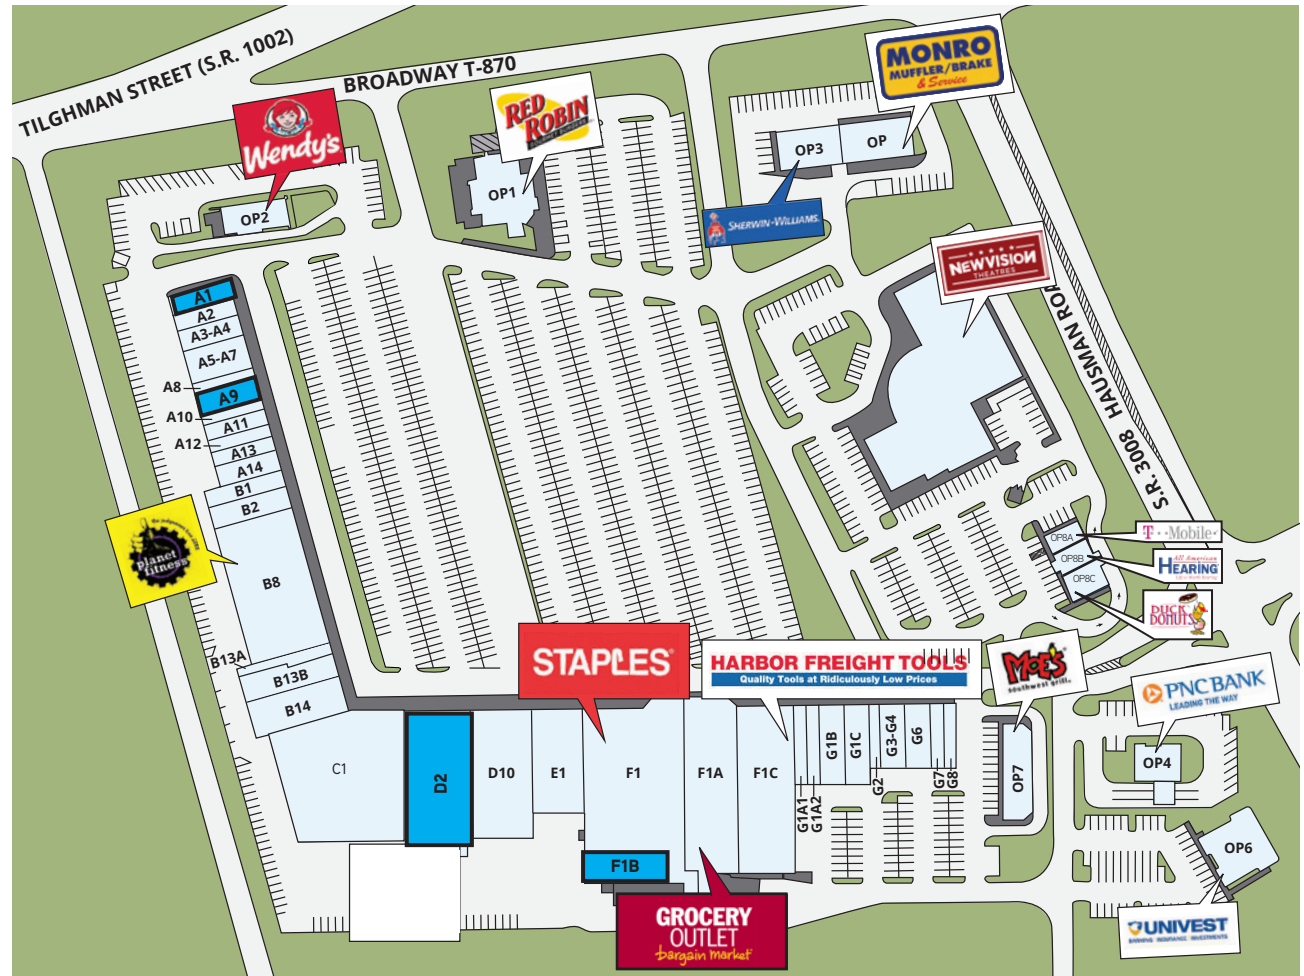 TILGHMAN STREET (S.R. 1002)
BROADWAY T-870
Wendy's
RED
ROBIN
MONRO
MUFFLER/BRAKE
& Service
OP3
OP
OP1
OP2
SHERWIN-WILLIAMS.
NEWVISION
THEATRES
S.R. 3008 HAUSMAN ROAD
A1
A2
A3-A4
A5-A7
A8
A9
A10
A11
A12
A13
A14
B1
B2
planet
fitness
B8
B13A
B13B
B14
OP8A
OP8B
OP8C
T··Mobile·
All American
HEARING
DUCK
DONUTS
STAPLES
HARBOR FREIGHT TOOLS
Quality Tools at Ridiculously Low Prices
MOE'S
southwest grill
PNC BANK
LEADING THE WAY
C1
D2
D10
E1
F1
F1A
F1C
G1A1
G1A2
G1B
G1C
G2
G3-G4
G6
G7
G8
OP7
OP4
OP6
F1B
GROCERY
OUTLET
bargain market
UNIVEST
BANKING INSURANCE INVESTMENTS